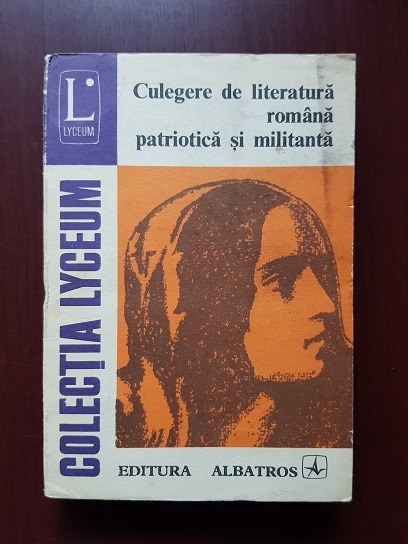 L
LYCEUM
Culegere de literatură
română
patriotică și militantă
COLECȚIA LYCEUM
EDITURA ALBATROS